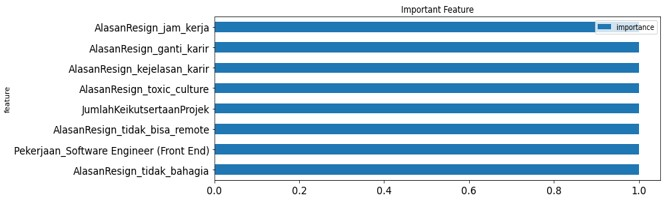 Important Feature
AlasanResign_jam_kerja
importance
AlasanResign_ganti_karir
AlasanResign_kejelasan_karir
AlasanResign_toxic_culture
JumlahKeikutsertaanProjek
AlasanResign_tidak_bisa_remote
Pekerjaan_Software Engineer (Front End)
AlasanResign_tidak_bahagia
feature
0.0 0.2 0.4 0.6 0.8 1.0